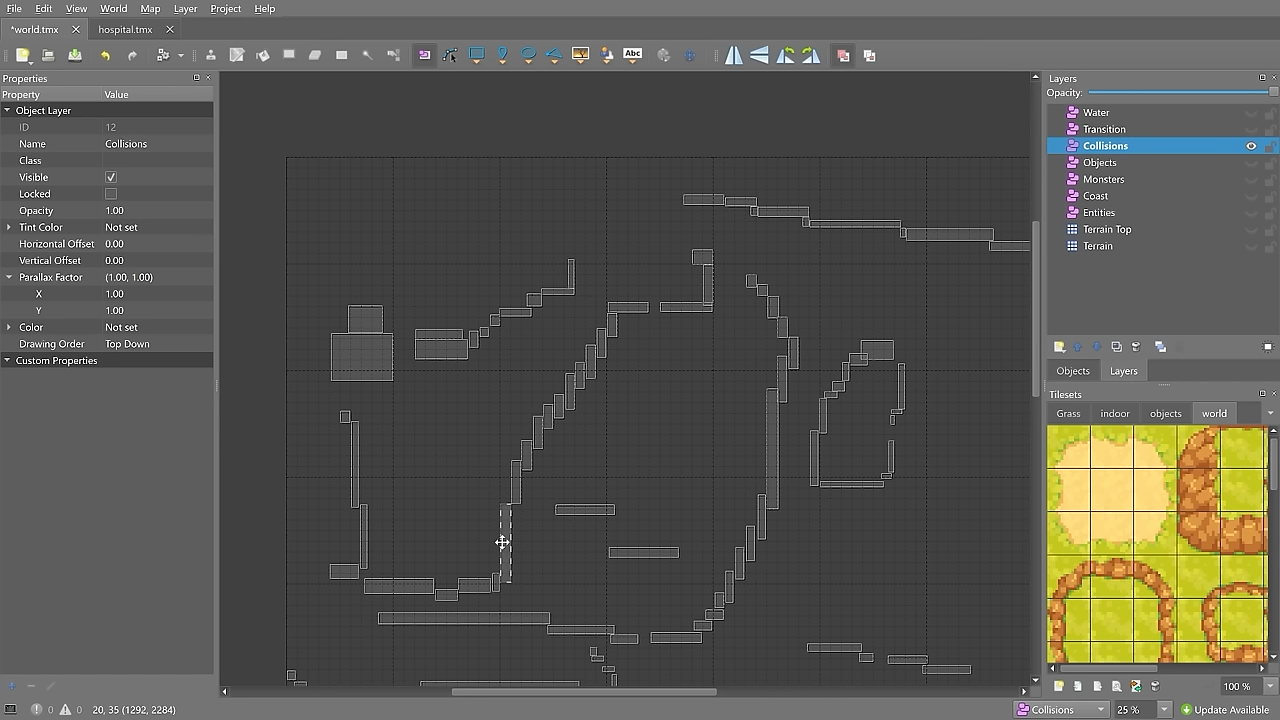 File Edit View World Map Layer Project Help
*world.tmx hospital.tmx
Abc
Properties
Property Value
Object Layer
ID 12
Name Collisions
Class
Visible
Locked
Opacity 1.00
Tint Color Not set
Horizontal Offset 0.00
Vertical Offset 0.00
Parallax Factor (1.00, 1.00)
X 1.00
Y 1.00
Color Not set
Drawing Order Top Down
Custom Properties
Layers
Opacity:
Water
Transition
Collisions
Objects
Monsters
Coast
Entities
Terrain Top
Terrain
Objects Layers
Tilesets
Grass indoor objects world
100 %
0 0 20, 35 (1292, 2284)
Collisions 25 % Update Available